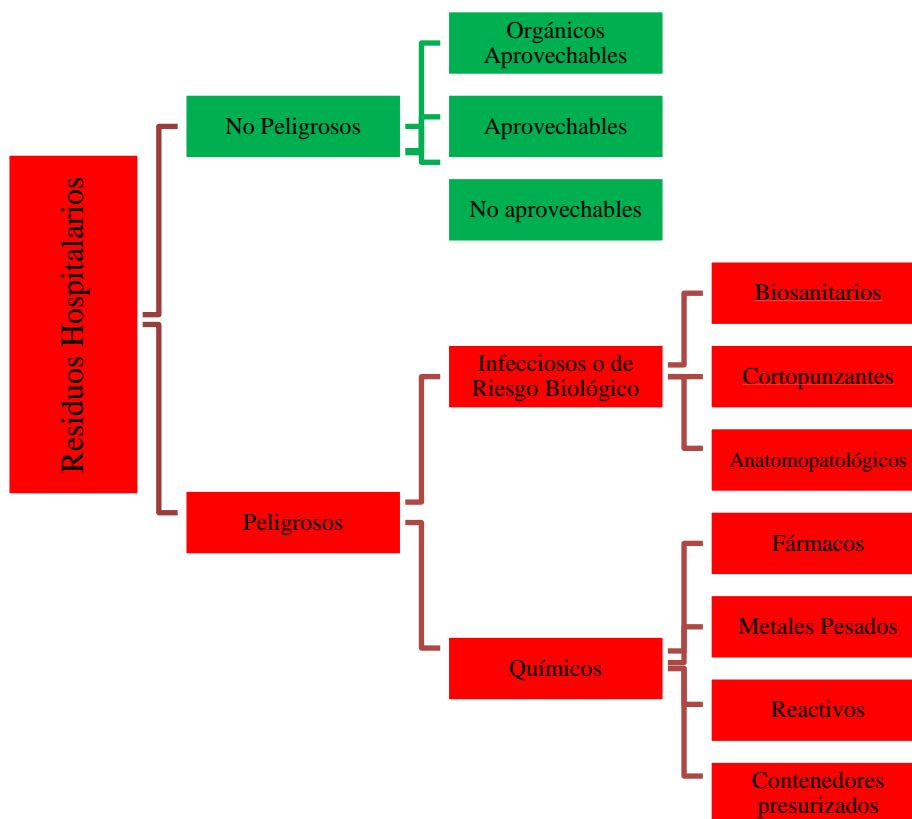 Residuos Hospitalarios
No Peligrosos
Orgánicos
Aprovechables
Aprovechables
No aprovechables
Peligrosos
Infecciosos o de
Riesgo Biológico
Biosanitarios
Cortopunzantes
Anatomopatológicos
Químicos
Fármacos
Metales Pesados
Reactivos
Contenedores
presurizados